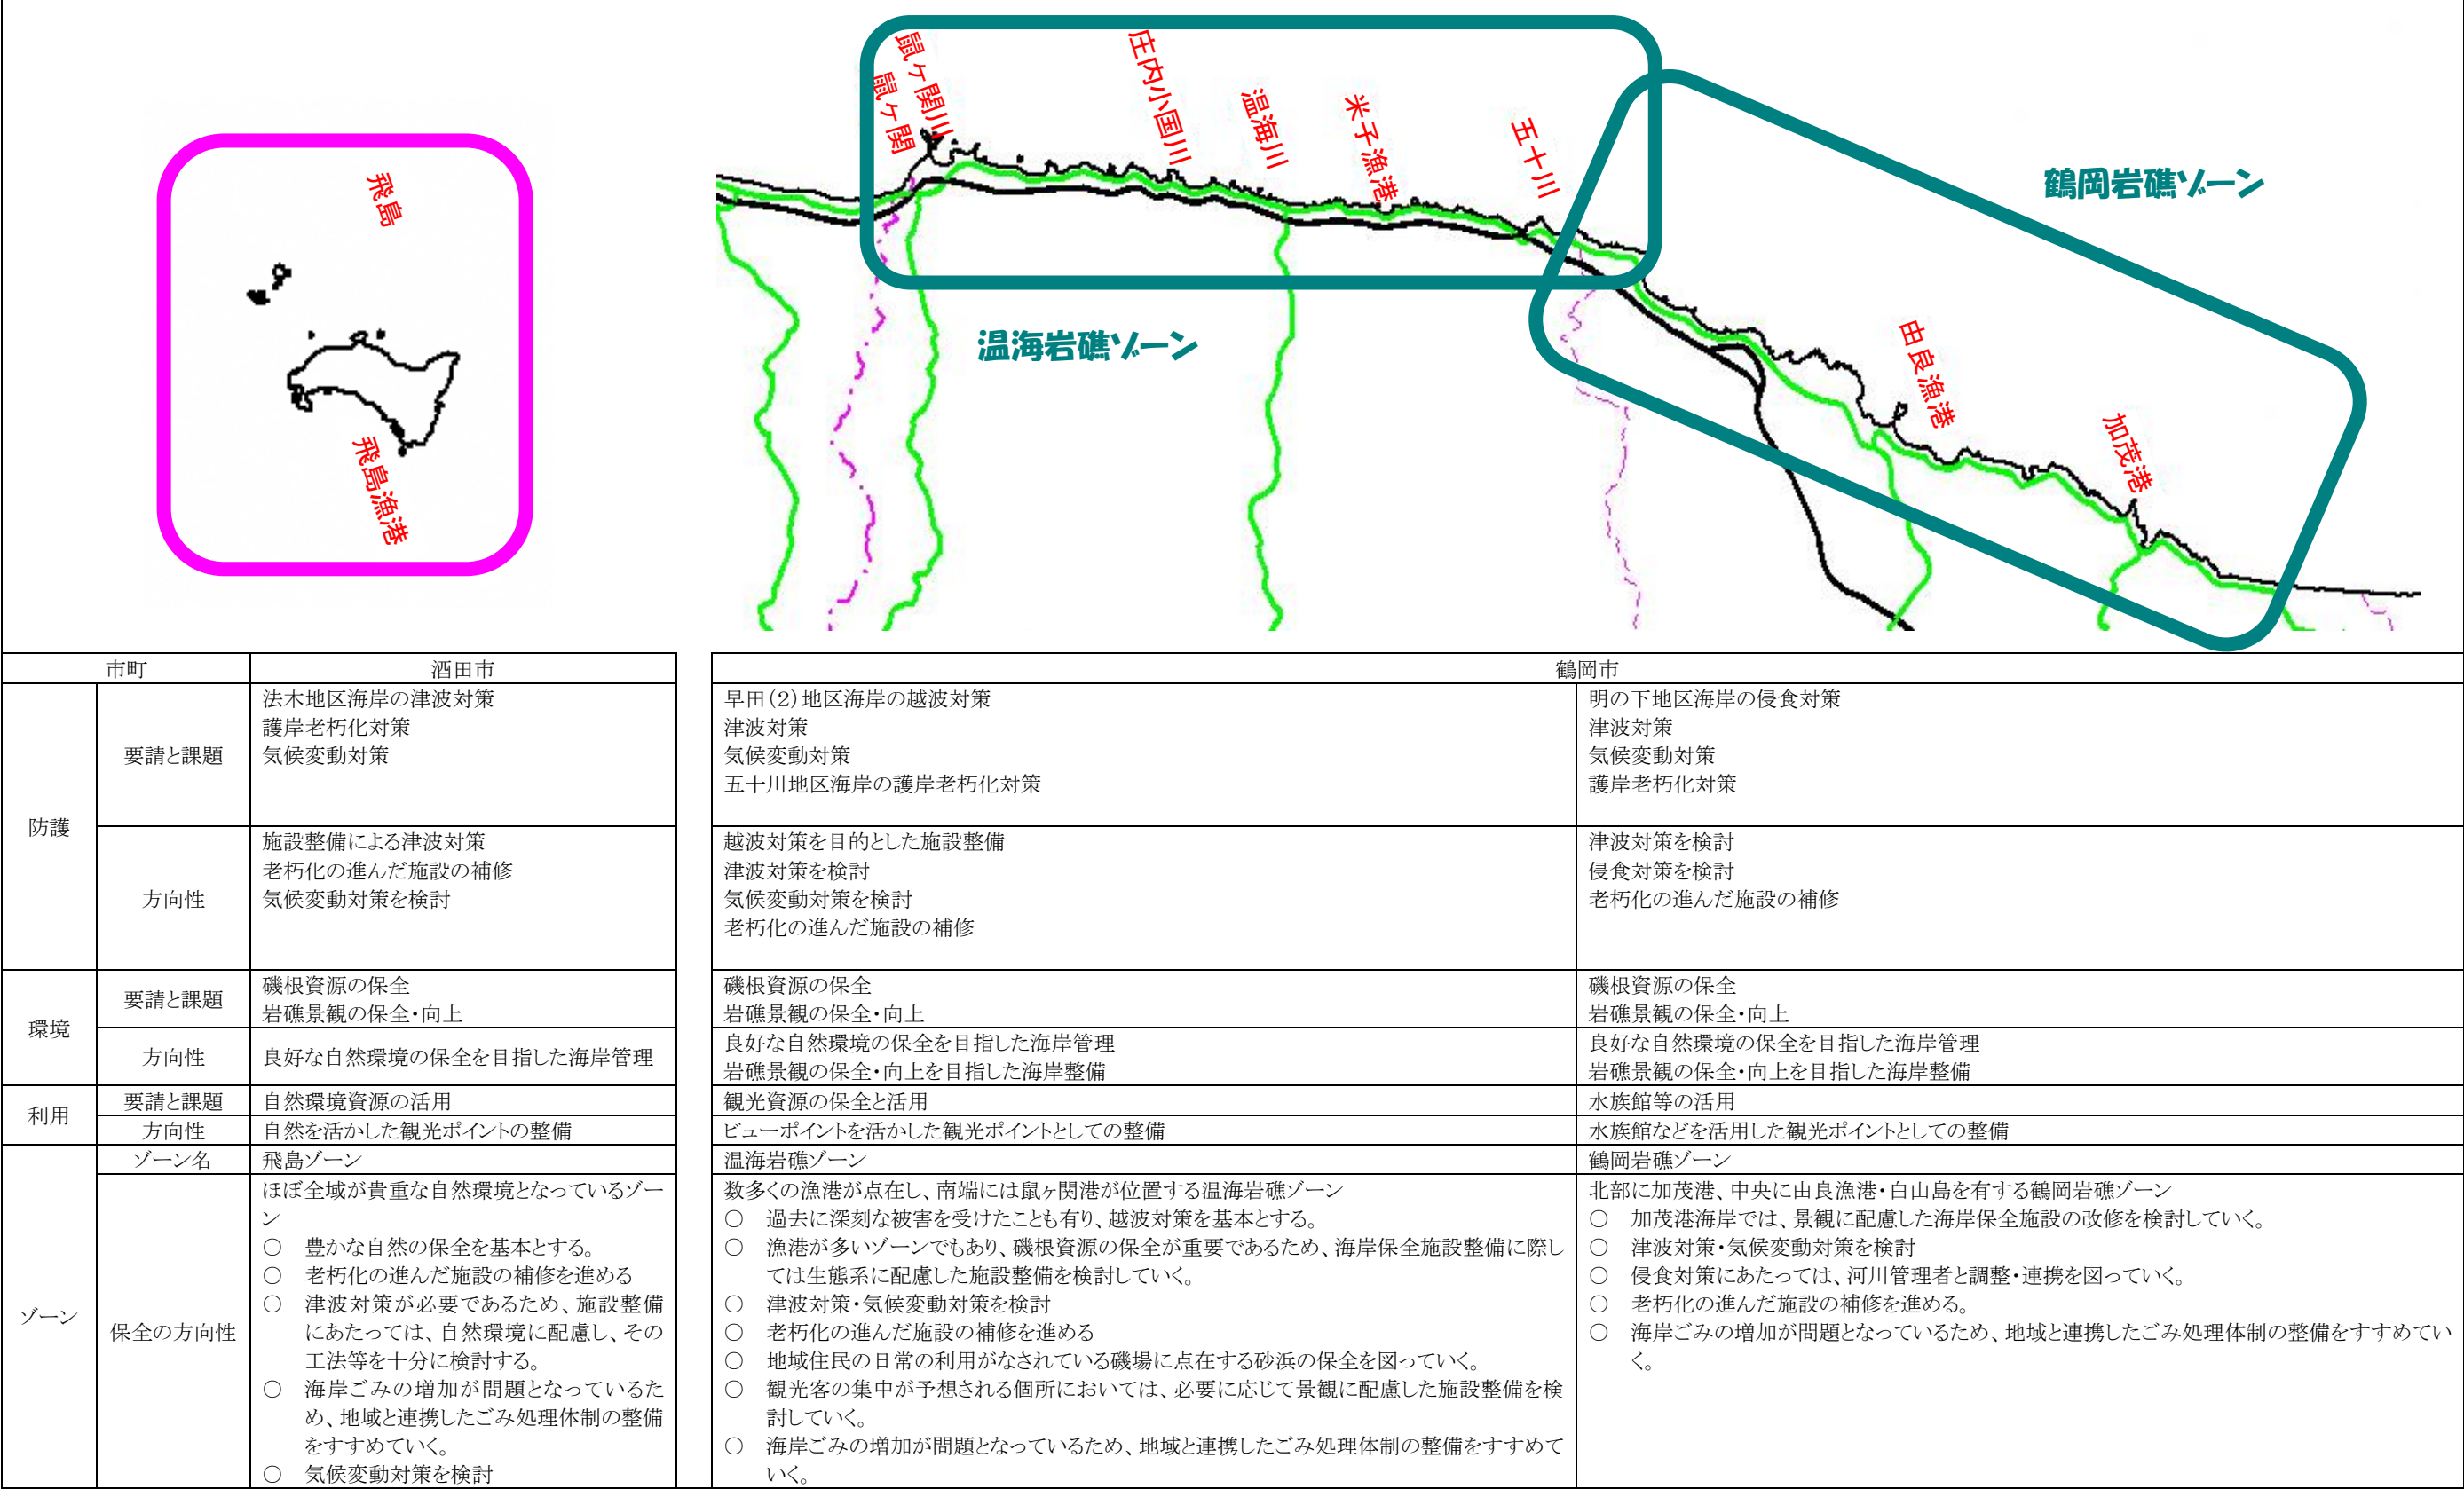 飛島
飛島漁港
鼠ヶ関川
鼠ヶ関
庄内小国川
温海川
米子漁港
五十川
温海岩礁ゾーン
鶴岡岩礁ゾーン
由良漁港
加茂港
市町
酒田市
鶴岡市
防護
要請と課題
法木地区海岸の津波対策
護岸老朽化対策
気候変動対策
早田(2)地区海岸の越波対策
津波対策
気候変動対策
五十川地区海岸の護岸老朽化対策
明の下地区海岸の侵食対策
津波対策
気候変動対策
護岸老朽化対策
方向性
施設整備による津波対策
老朽化の進んだ施設の補修
気候変動対策を検討
越波対策を目的とした施設整備
津波対策を検討
気候変動対策を検討
老朽化の進んだ施設の補修
津波対策を検討
侵食対策を検討
老朽化の進んだ施設の補修
環境
要請と課題
磯根資源の保全
岩礁景観の保全・向上
磯根資源の保全
岩礁景観の保全・向上
磯根資源の保全
岩礁景観の保全・向上
方向性
良好な自然環境の保全を目指した海岸管理
良好な自然環境の保全を目指した海岸管理
岩礁景観の保全・向上を目指した海岸整備
良好な自然環境の保全を目指した海岸管理
岩礁景観の保全・向上を目指した海岸整備
利用
要請と課題
自然環境資源の活用
観光資源の保全と活用
水族館等の活用
方向性
自然を活かした観光ポイントの整備
ビューポイントを活かした観光ポイントとしての整備
水族館などを活用した観光ポイントとしての整備
ゾーン
ゾーン名
飛島ゾーン
温海岩礁ゾーン
鶴岡岩礁ゾーン
保全の方向性
ほぼ全域が貴重な自然環境となっているゾー
ン
○ 豊かな自然の保全を基本とする。
○ 老朽化の進んだ施設の補修を進める
○ 津波対策が必要であるため、施設整備
にあたっては、自然環境に配慮し、その
工法等を十分に検討する。
○ 海岸ごみの増加が問題となっているた
め、地域と連携したごみ処理体制の整備
をすすめていく。
○ 気候変動対策を検討
数多くの漁港が点在し、南端には鼠ヶ関港が位置する温海岩礁ゾーン
○ 過去に深刻な被害を受けたことも有り、越波対策を基本とする。
○ 漁港が多いゾーンでもあり、磯根資源の保全が重要であるため、海岸保全施設整備に際し
ては生態系に配慮した施設整備を検討していく。
○ 津波対策・気候変動対策を検討
○ 老朽化の進んだ施設の補修を進める
○ 地域住民の日常の利用がなされている磯場に点在する砂浜の保全を図っていく。
○ 観光客の集中が予想される個所においては、必要に応じて景観に配慮した施設整備を検
討していく。
○ 海岸ごみの増加が問題となっているため、地域と連携したごみ処理体制の整備をすすめて
いく。
北部に加茂港、中央に由良漁港・白山島を有する鶴岡岩礁ゾーン
○ 加茂港海岸では、景観に配慮した海岸保全施設の改修を検討していく。
○ 津波対策・気候変動対策を検討
○ 侵食対策にあたっては、河川管理者と調整・連携を図っていく。
○ 老朽化の進んだ施設の補修を進める。
○ 海岸ごみの増加が問題となっているため、地域と連携したごみ処理体制の整備をすすめてい
く。